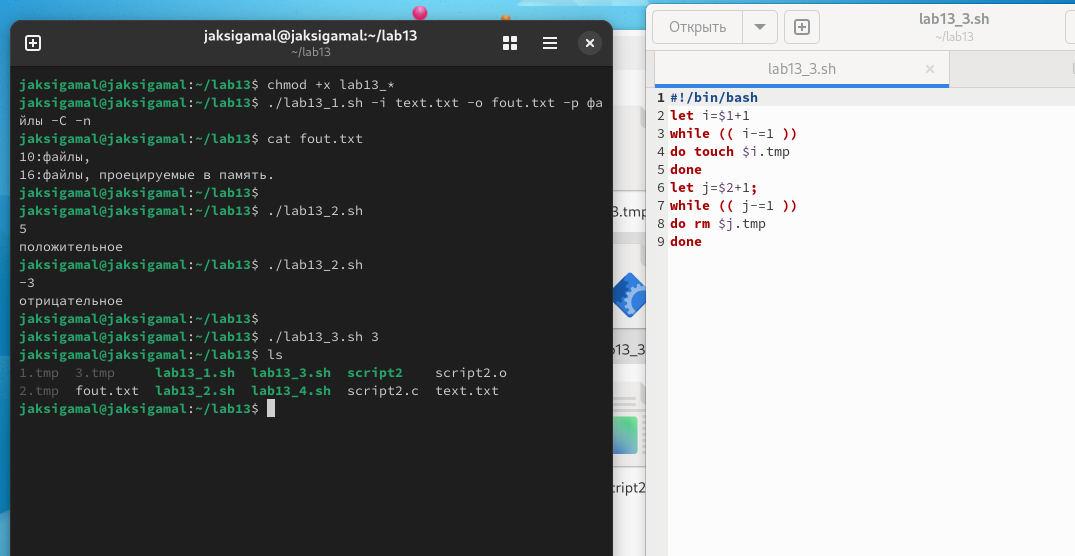 jaksigamal@jaksigamal:~/lab13
~/lab13
jaksigamal@jaksigamal:~/lab13$ chmod +x lab13_*
jaksigamal@jaksigamal:~/lab13$ ./lab13_1.sh -i text.txt -o fout.txt -p фа
йлы -C -n
jaksigamal@jaksigamal:~/lab13$ cat fout.txt
10:файлы,
16:файлы, проецируемые в память.
jaksigamal@jaksigamal:~/lab13$
jaksigamal@jaksigamal:~/lab13$ ./lab13_2.sh
5
положительное
jaksigamal@jaksigamal:~/lab13$ ./lab13_2.sh
-3
отрицательное
jaksigamal@jaksigamal:~/lab13$
jaksigamal@jaksigamal:~/lab13$ ./lab13_3.sh 3
jaksigamal@jaksigamal:~/lab13$ ls
1.tmp 3.tmp lab13_1.sh lab13_3.sh script2 script2.o
2.tmp fout.txt lab13_2.sh lab13_4.sh script2.c text.txt
jaksigamal@jaksigamal:~/lab13$
3.tmp
b13_3
cript2
Открыть
lab13_3.sh
~/lab13
lab13_3.sh
1 #!/bin/bash
2 let i=$1+1
3 while (( i-=1 ))
4 do touch $i.tmp
5 done
6 let j=$2+1;
7 while (( j-=1 ))
8 do rm $j.tmp
9 done